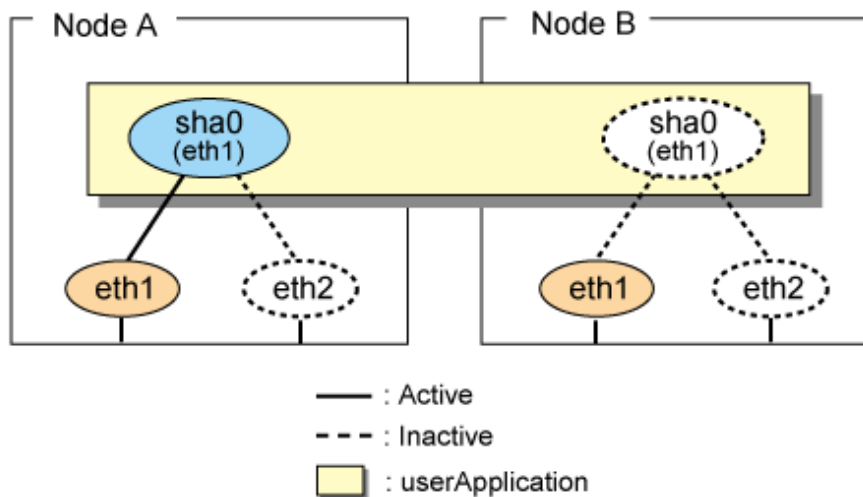 Node A
Node B
sha0
(eth1)
sha0
(eth1)
eth1
eth2
eth1
eth2
: Active
: Inactive
: userApplication